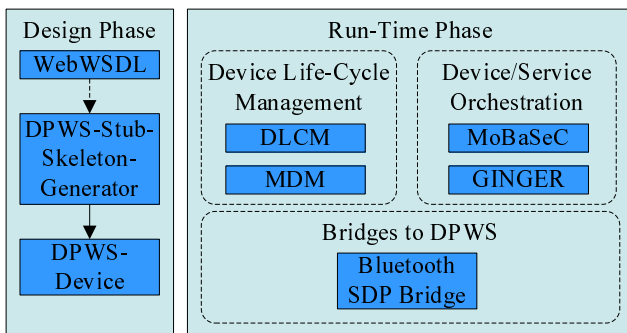 Design Phase
WebWSDL
DPWS-Stub-
Skeleton-
Generator
DPWS-
Device
Run-Time Phase
Device Life-Cycle
Management
DLCM
MDM
Device/Service
Orchestration
MoBaSeC
GINGER
Bridges to DPWS
Bluetooth
SDP Bridge